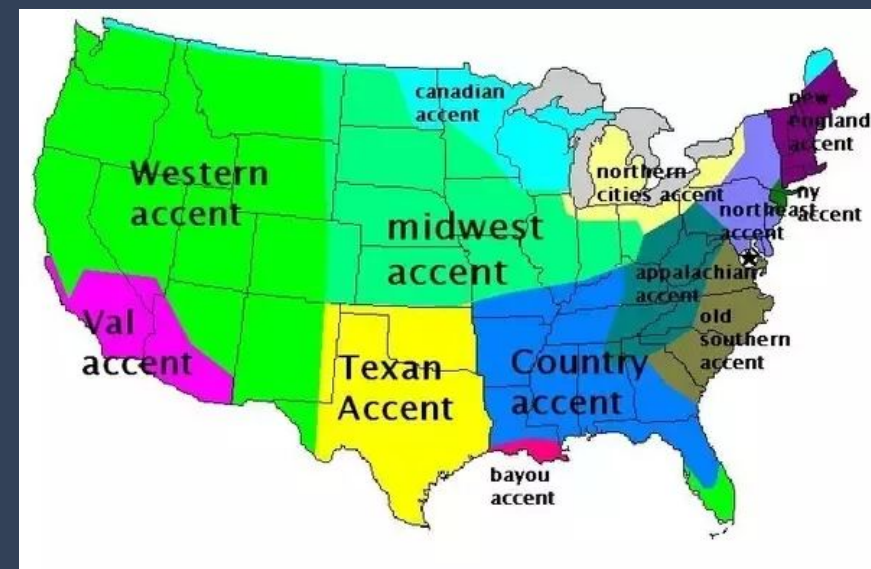 canadian
accent
new
england
accent
Western
accent
northern
cities accent
ny
accent
northeast
accent
midwest
accent
appalachian
accent
Val
accent
old
southern
accent
Texan
Accent
Country
accent
bayou
accent